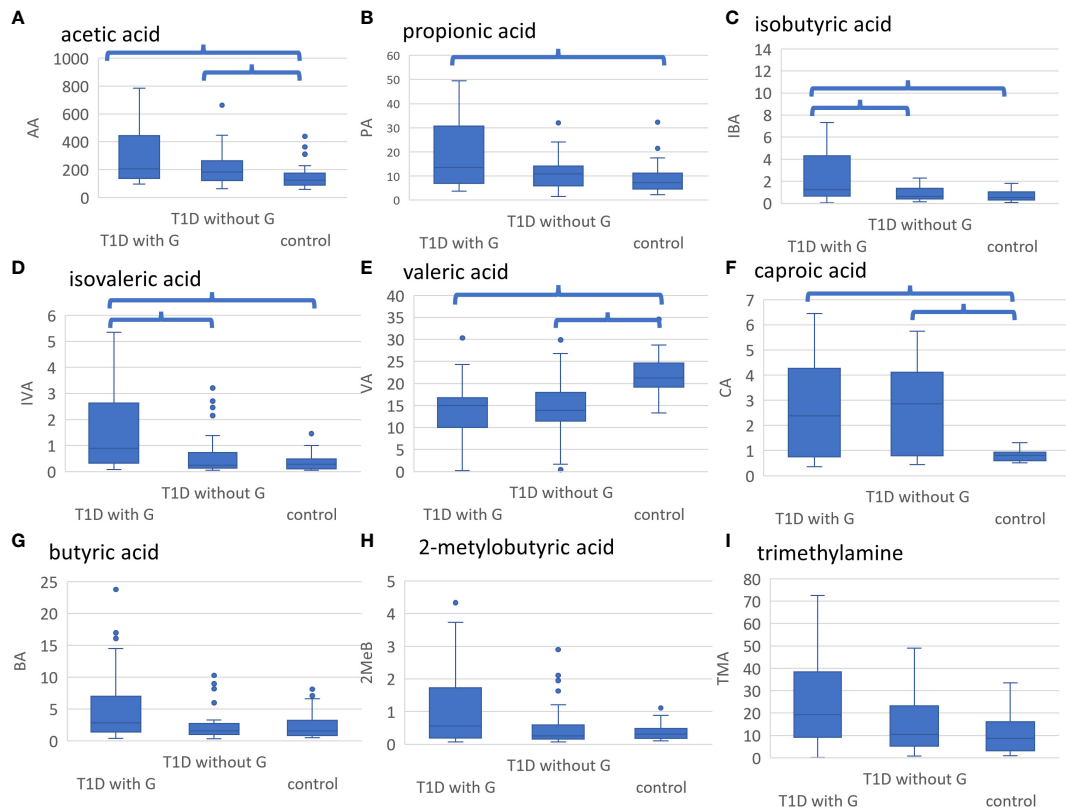 A
acetic acid
1000
800
600
400
200
0
AA
T1D without G
T1D with G
control
B
propionic acid
60
50
40
30
20
10
0
PA
T1D without G
T1D with G
control
C
isobutyric acid
14
12
10
8
6
4
2
0
IBA
T1D without G
T1D with G
control
D
isovaleric acid
6
5
4
3
2
1
0
IVA
T1D without G
T1D with G
control
E
valeric acid
40
35
30
25
20
15
10
5
0
VA
T1D without G
T1D with G
control
F
caproic acid
7
6
5
4
3
2
1
0
CA
T1D without G
T1D with G
control
G
butyric acid
25
20
15
10
5
0
BA
T1D without G
T1D with G
control
H
2-metylobutyric acid
5
4
3
2
1
0
2MeB
T1D without G
T1D with G
control
I
trimethylamine
80
70
60
50
40
30
20
10
0
TMA
T1D without G
T1D with G
control